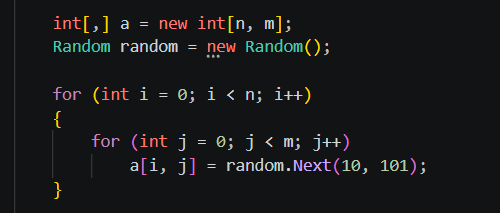 int[,] a = new int[n, m];
Random random = new Random();
for (int i = 0; i < n; i++)
{
for (int j = 0; j < m; j++)
a[i, j] = random.Next(10, 101);
}